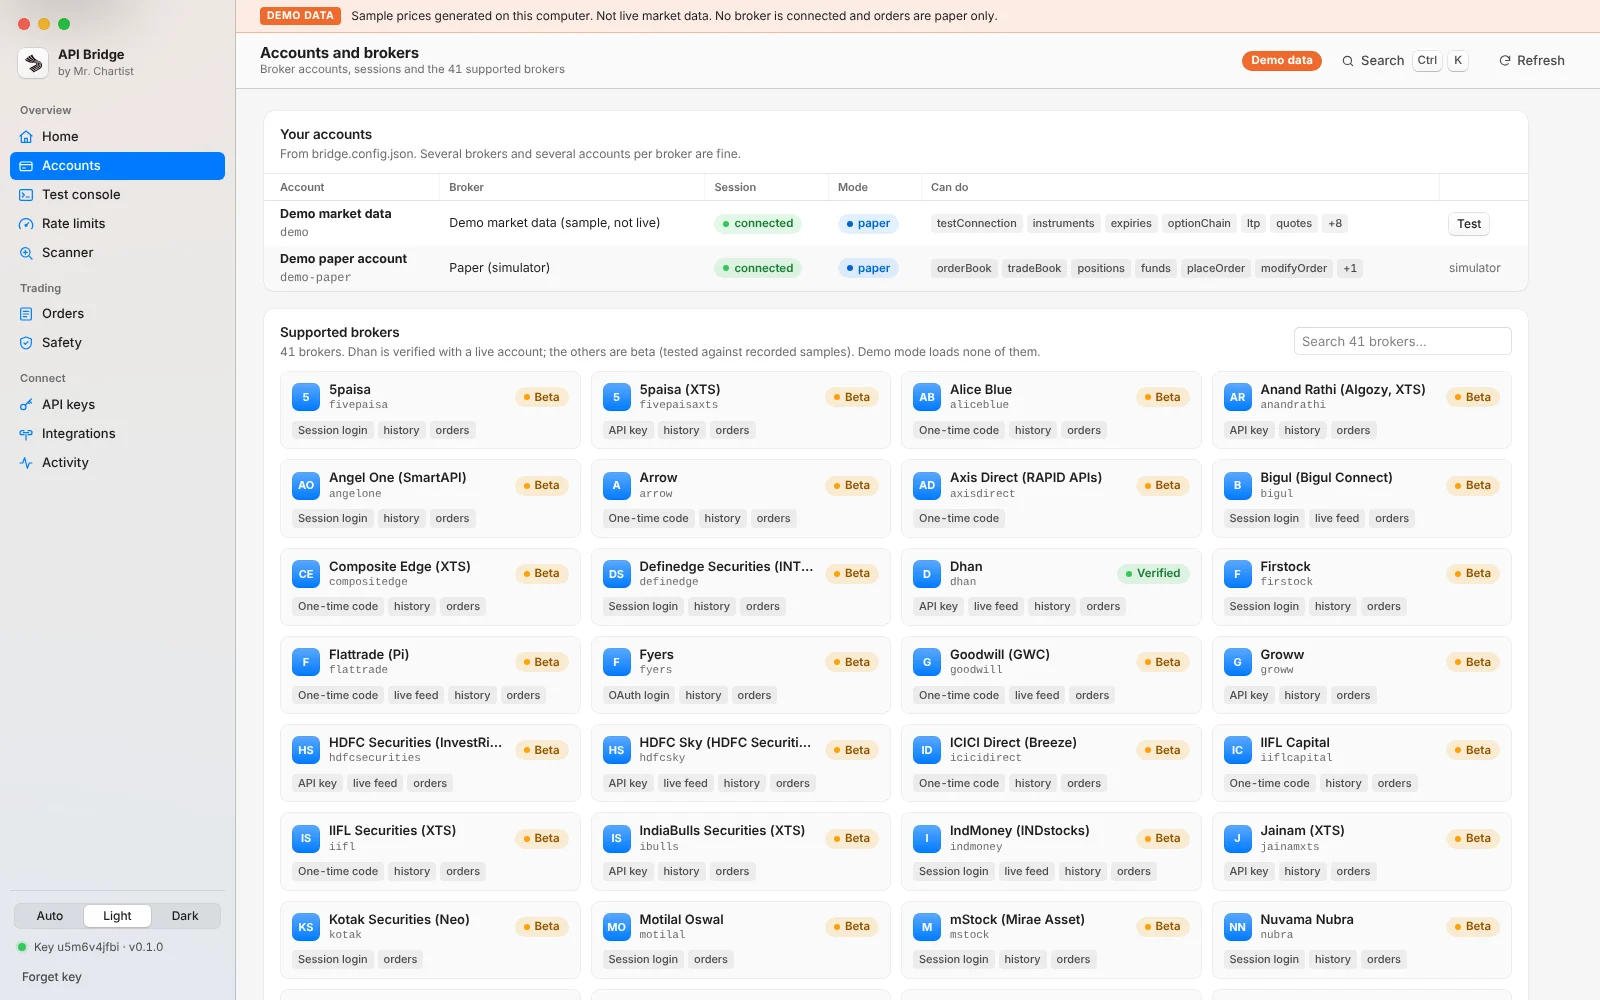 DEMO DATA Sample prices generated on this computer. Not live market data. No broker is connected and orders are paper only.
API Bridge
by Mr. Chartist
Overview
Home
Accounts
Test console
Rate limits
Scanner
Trading
Orders
Safety
Connect
API keys
Integrations
Activity
Auto Light Dark
Key u5m6v4jfbi · v0.1.0
Forget key
Accounts and brokers
Broker accounts, sessions and the 41 supported brokers
Demo data Search Ctrl K Refresh
Your accounts
From bridge.config.json. Several brokers and several accounts per broker are fine.
Account Broker Session Mode Can do
Demo market data
demo
Demo market data (sample, not live) connected paper testConnection instruments expiries optionChain ltp quotes +8 Test
Demo paper account
demo-paper
Paper (simulator) connected paper orderBook tradeBook positions funds placeOrder modifyOrder +1 simulator
Supported brokers
41 brokers. Dhan is verified with a live account; the others are beta (tested against recorded samples). Demo mode loads none of them.
Search 41 brokers...
5 5paisa Beta
fivepaisa
Session login history orders
5 5paisa (XTS) Beta
fivepaisaxts
API key history orders
AB Alice Blue Beta
aliceblue
One-time code history orders
AR Anand Rathi (Algozy, XTS) Beta
anandrathi
API key history orders
AO Angel One (SmartAPI) Beta
angelone
Session login history orders
A Arrow Beta
arrow
One-time code history orders
AD Axis Direct (RAPID APIs) Beta
axisdirect
One-time code
B Bigul (Bigul Connect) Beta
bigul
Session login live feed orders
CE Composite Edge (XTS) Beta
compositedge
One-time code history orders
DS Definedge Securities (INT... Beta
definedge
Session login history orders
D Dhan Verified
dhan
API key live feed history orders
F Firstock Beta
firstock
Session login history orders
F Flattrade (Pi) Beta
flattrade
One-time code live feed history orders
F Fyers Beta
fyers
OAuth login history orders
G Goodwill (GWC) Beta
goodwill
One-time code live feed orders
G Groww Beta
groww
API key history orders
HS HDFC Securities (InvestRi... Beta
hdfcsecurities
API key live feed orders
HS HDFC Sky (HDFC Securiti... Beta
hdfcsky
API key live feed history orders
ID ICICI Direct (Breeze) Beta
icicidirect
One-time code history orders
IC IIFL Capital Beta
iiflcapital
One-time code history orders
IS IIFL Securities (XTS) Beta
iifl
One-time code history orders
IS IndiaBulls Securities (XTS) Beta
ibulls
API key history orders
I IndMoney (INDstocks) Beta
indmoney
Session login live feed history orders
J Jainam (XTS) Beta
jainamxts
API key history orders
KS Kotak Securities (Neo) Beta
kotak
Session login orders
MO Motilal Oswal Beta
motilal
Session login orders
M mStock (Mirae Asset) Beta
mstock
Session login history orders
NN Nuvama Nubra Beta
nubra
Session login history orders